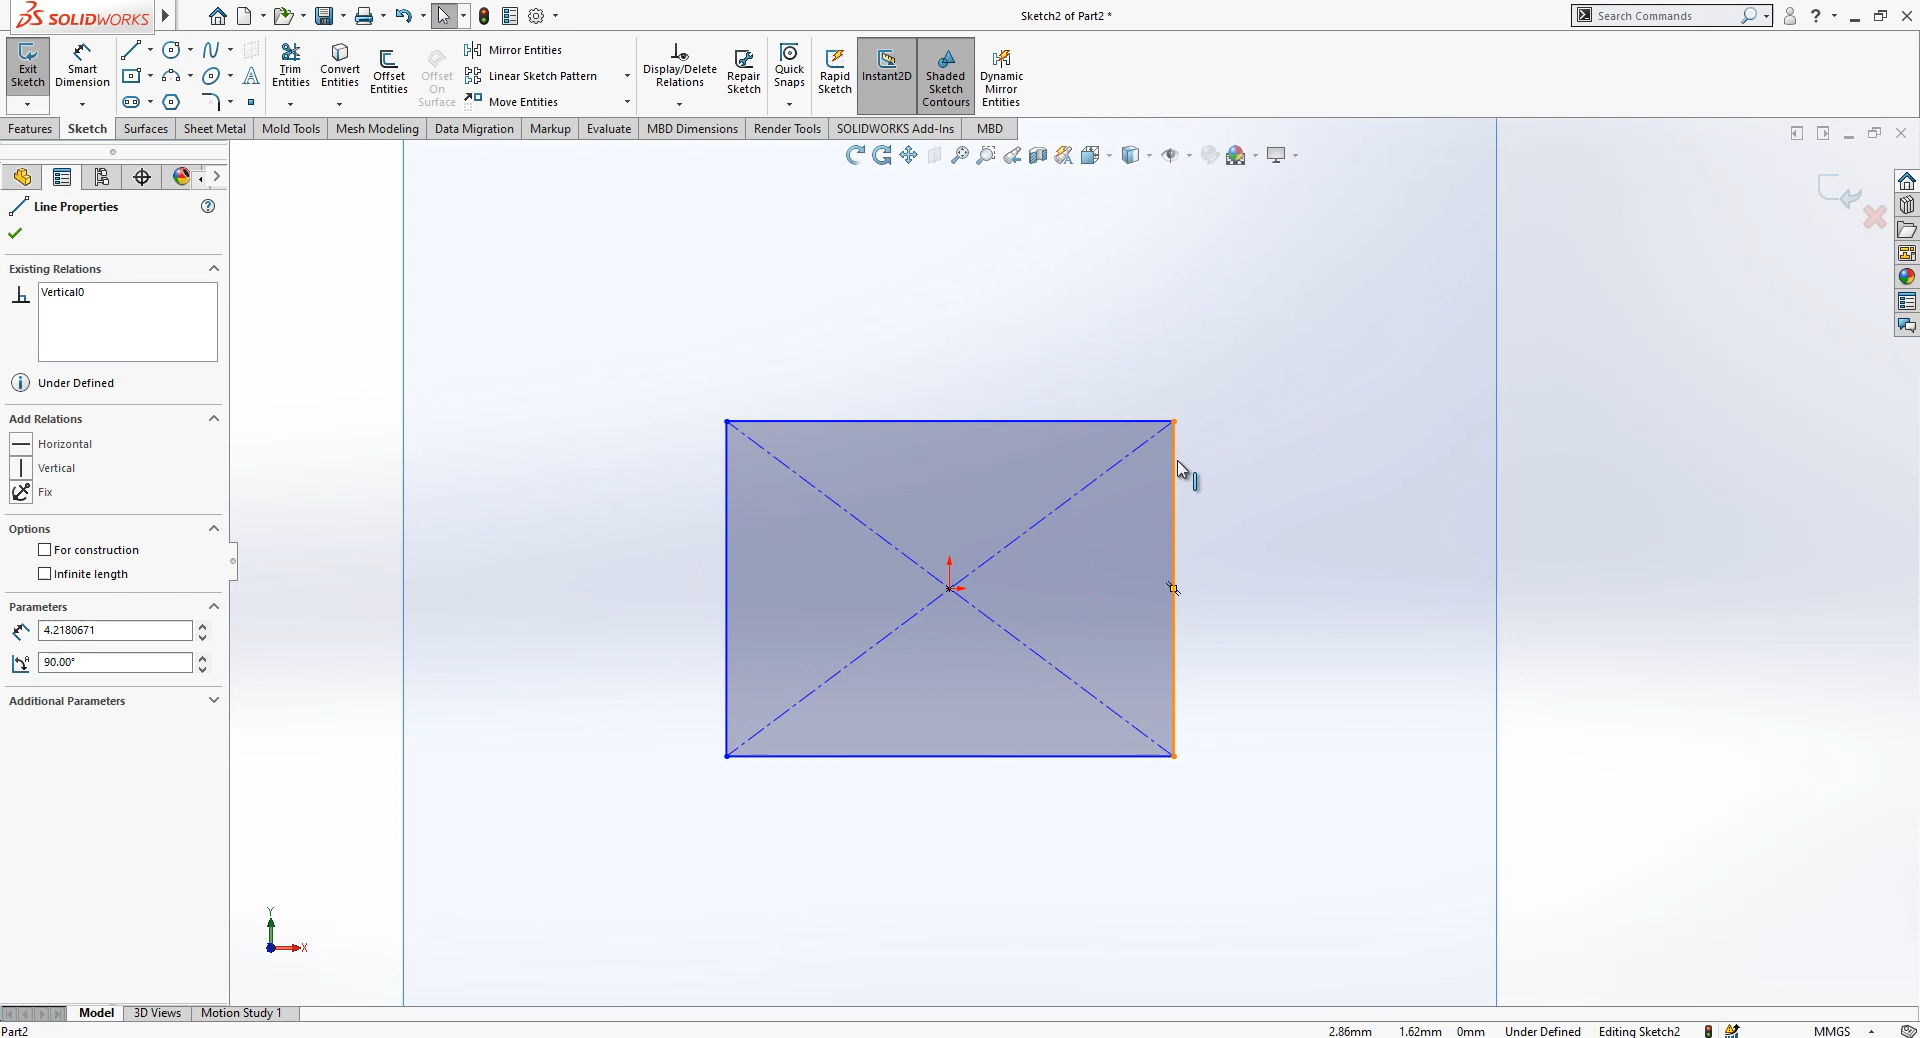 SOLIDWORKS
Sketch2 of Part2 *
Search Commands
Exit Sketch
Smart Dimension
Trim Entities
Convert Entities
Offset Entities
Offset On Surface
Mirror Entities
Linear Sketch Pattern
Move Entities
Display/Delete Relations
Repair Sketch
Quick Snaps
Rapid Sketch
Instant2D
Shaded Sketch Contours
Dynamic Mirror Entities
Features Sketch Surfaces Sheet Metal Mold Tools Mesh Modeling Data Migration Markup Evaluate MBD Dimensions Render Tools SOLIDWORKS Add-Ins MBD
Line Properties
Existing Relations
Vertical0
Under Defined
Add Relations
Horizontal
Vertical
Fix
Options
For construction
Infinite length
Parameters
4.2180671
90.00°
Additional Parameters
Y
X
Model 3D Views Motion Study 1
Part2 2.86mm 1.62mm 0mm Under Defined Editing Sketch2 MMGS